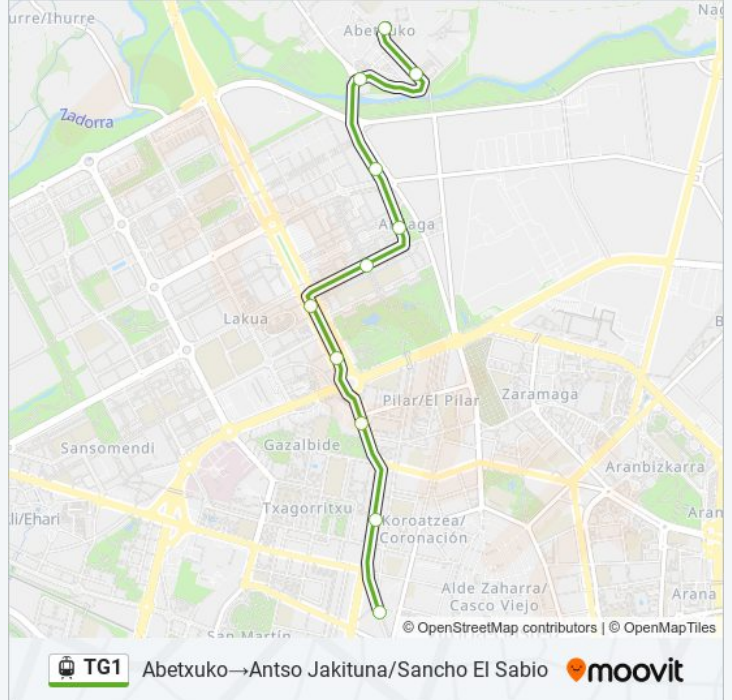 urre/Ihurre
Abetxuko
Nag
Zadorra
Lakua
B
Pilar/El Pilar
Zaramaga
Sansomendi
Gazalbide
Aranbizkarra
Txagorritxu
li/Ehari
Koroatzea/
Coronación
Aran
Alde Zaharra/
Casco Viejo
Arana
San Martín
© OpenStreetMap contributors | © OpenMapTiles
TG1
Abetxuko→Antso Jakituna/Sancho El Sabio
moovit